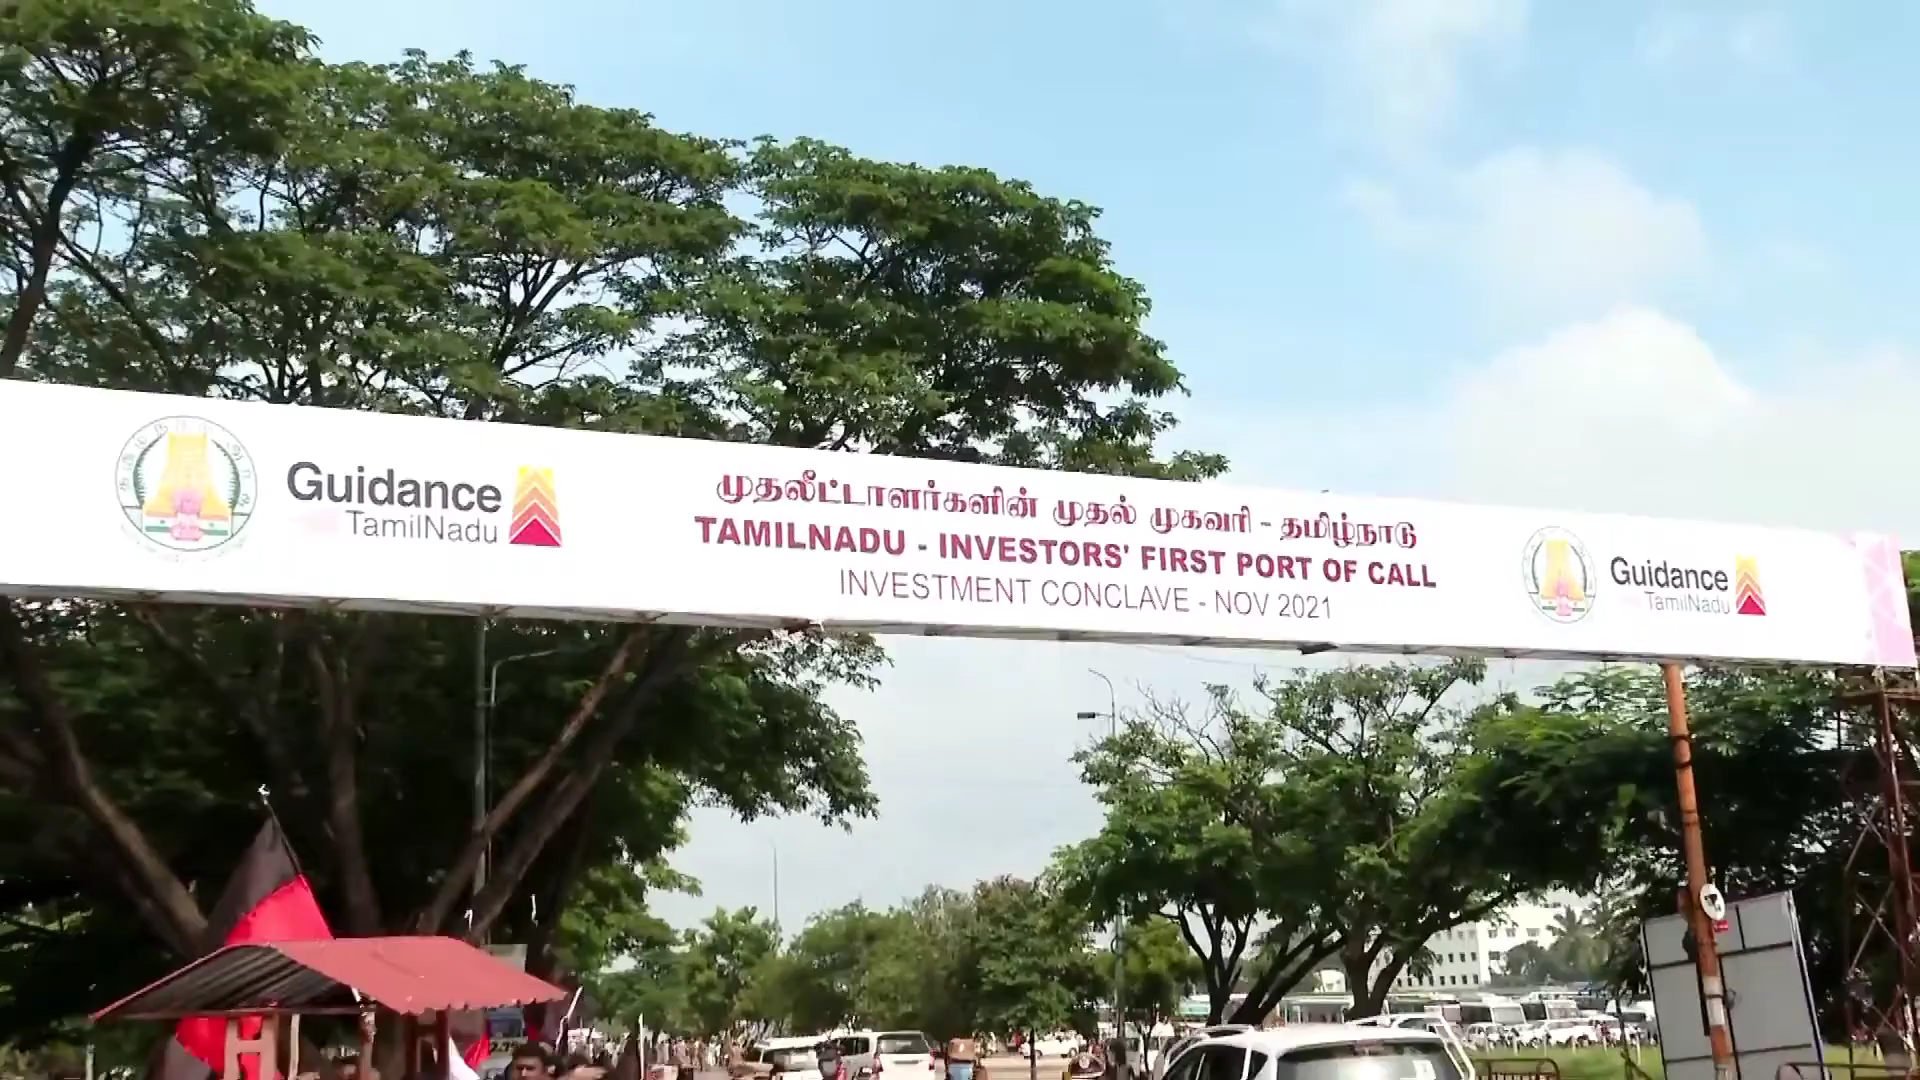 Guidance
TamilNadu
முதலீட்டாளர்களின் முதல் முகவரி - தமிழ்நாடு
TAMILNADU - INVESTORS' FIRST PORT OF CALL
INVESTMENT CONCLAVE - NOV 2021
Guidance
TamilNadu